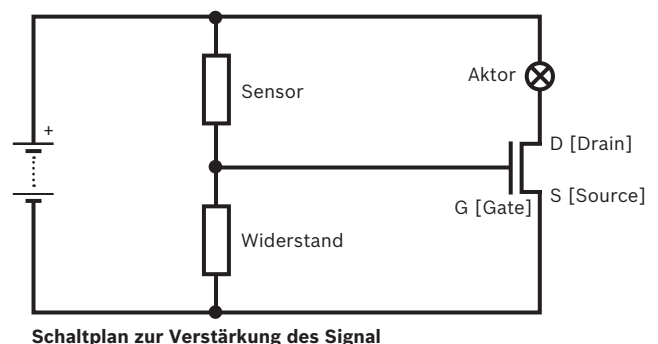 Aktor
Sensor
+
D [Drain]
S [Source]
G [Gate]
Widerstand
Schaltplan zur Verstärkung des Signal